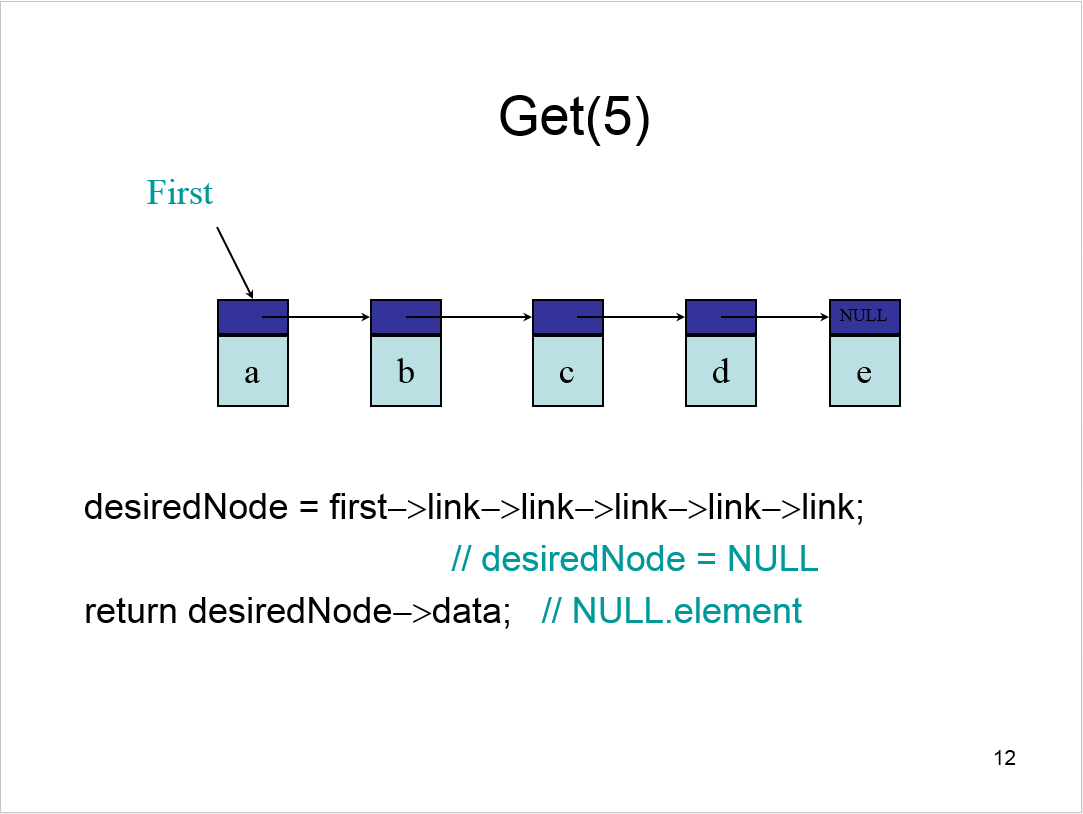 Get(5)
First
NULL
a b c d e
desiredNode = first–>link–>link–>link–>link–>link;
// desiredNode = NULL
return desiredNode–>data; // NULL.element
12